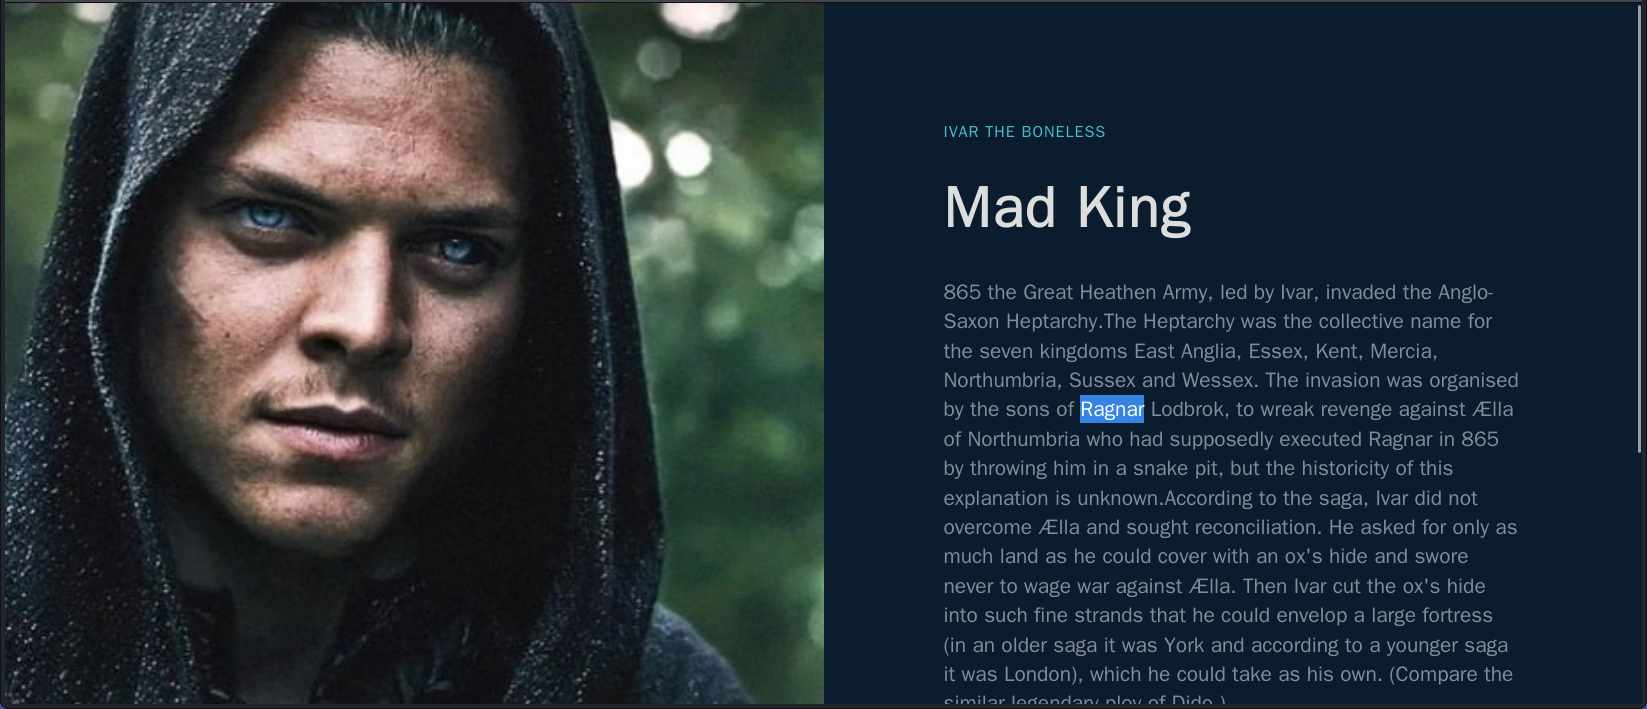 IVAR THE BONELESS
Mad King
865 the Great Heathen Army, led by Ivar, invaded the Anglo-
Saxon Heptarchy.The Heptarchy was the collective name for
the seven kingdoms East Anglia, Essex, Kent, Mercia,
Northumbria, Sussex and Wessex. The invasion was organised
by the sons of Ragnar Lodbrok, to wreak revenge against Ælla
of Northumbria who had supposedly executed Ragnar in 865
by throwing him in a snake pit, but the historicity of this
explanation is unknown.According to the saga, Ivar did not
overcome Ælla and sought reconciliation. He asked for only as
much land as he could cover with an ox's hide and swore
never to wage war against Ælla. Then Ivar cut the ox's hide
into such fine strands that he could envelop a large fortress
(in an older saga it was York and according to a younger saga
it was London), which he could take as his own. (Compare the
similar legendary ploy of Dido.)